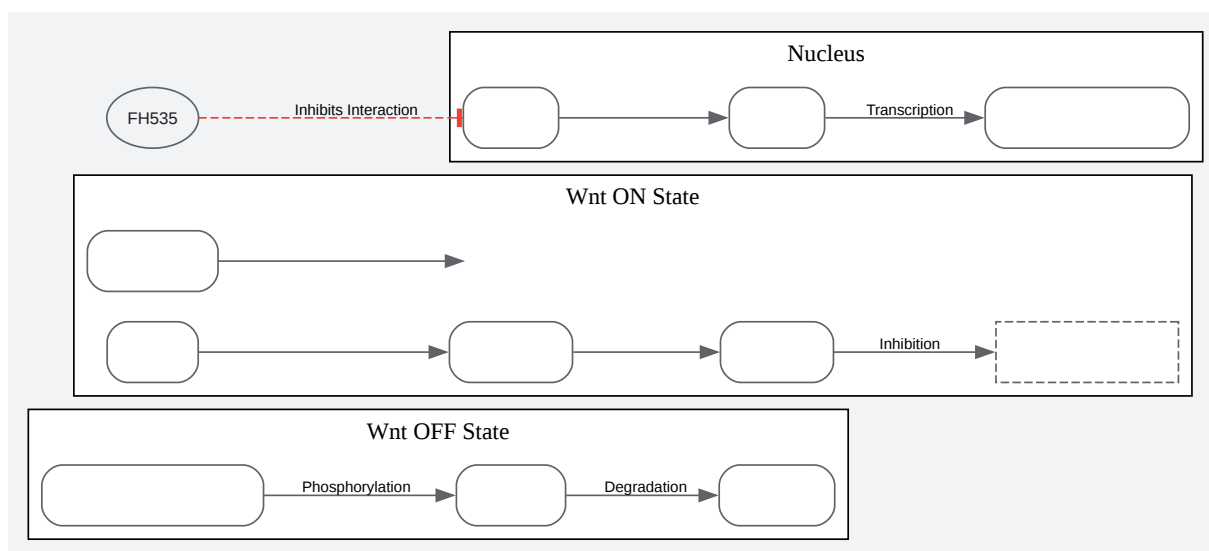 Nucleus
FH535
Inhibits Interaction
Transcription
Wnt ON State
Inhibition
Wnt OFF State
Phosphorylation
Degradation